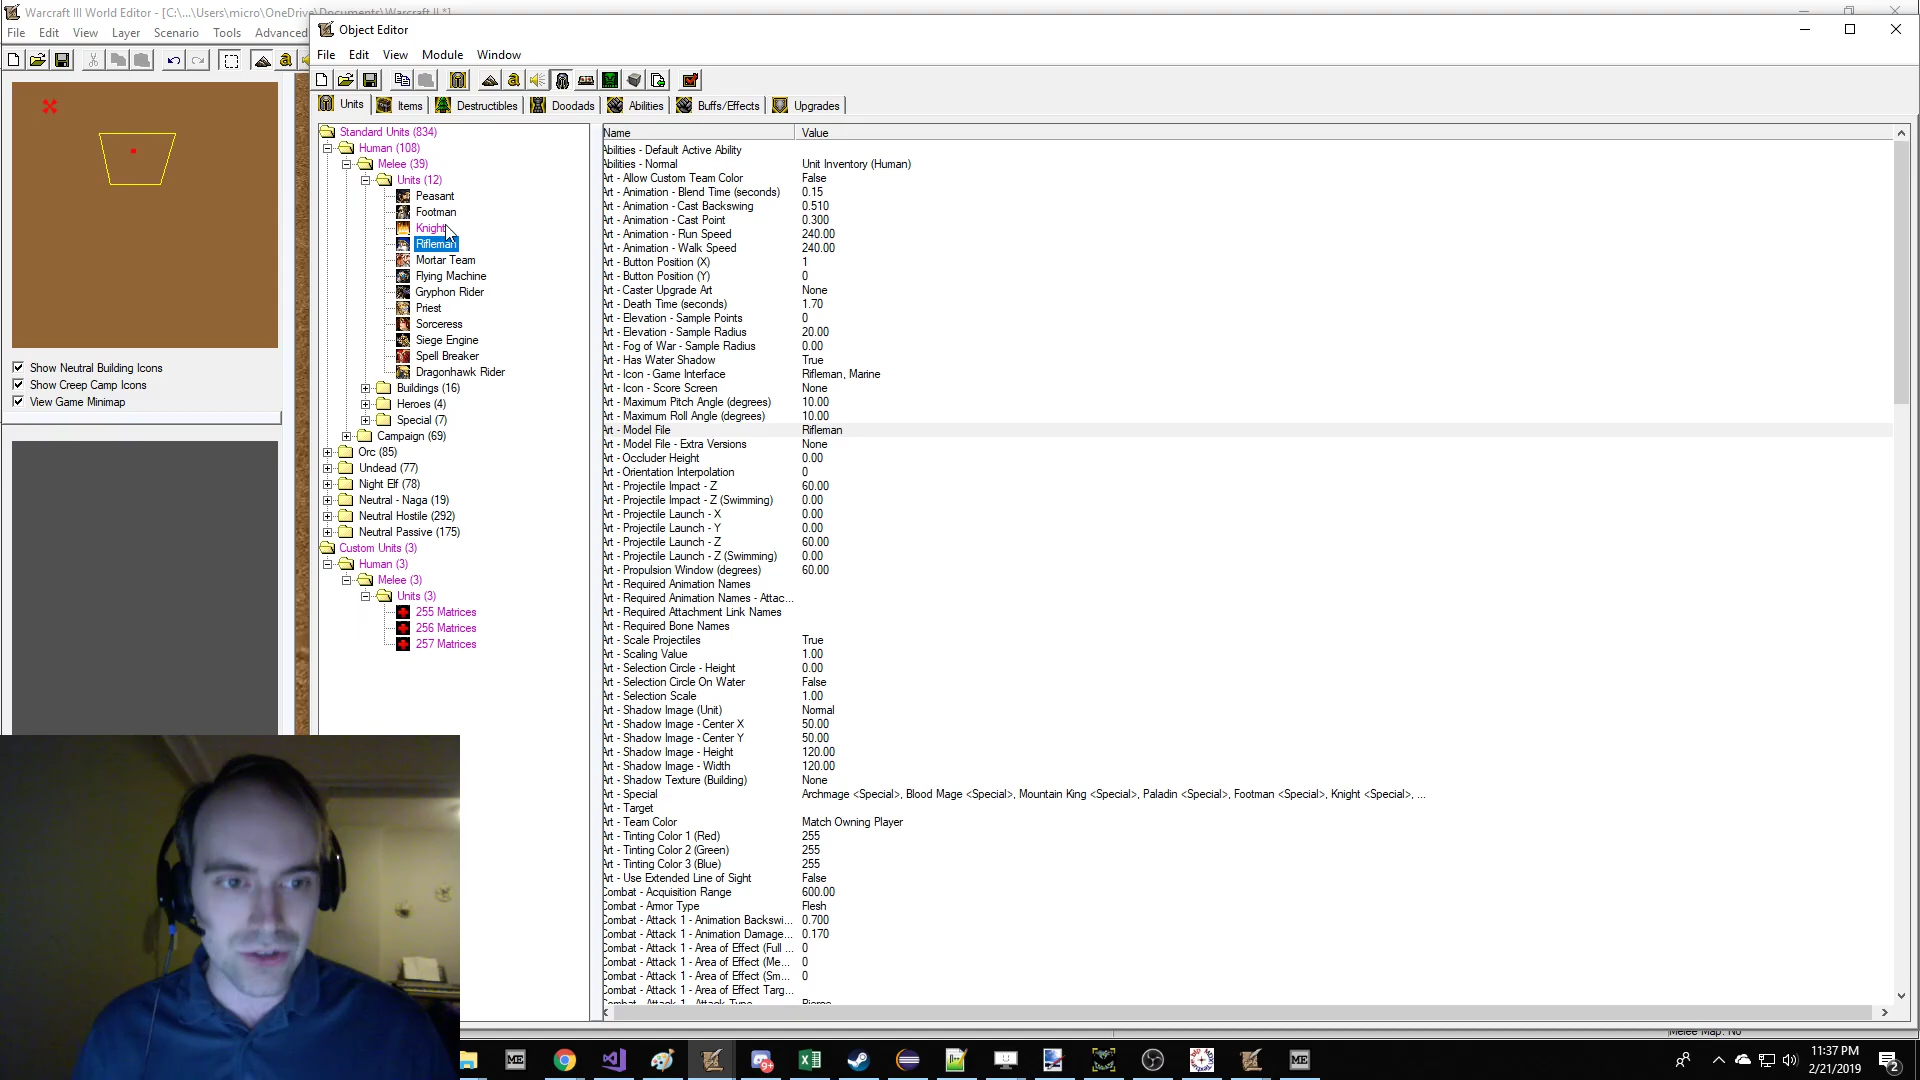 Warcraft III World Editor - [C:\...\Users\micro\OneDrive\Documents\Warcraft II *]
File Edit View Layer Scenario Tools Advanced
Object Editor
File Edit View Module Window
Units Items Destructibles Doodads Abilities Buffs/Effects Upgrades
Show Neutral Building Icons
Show Creep Camp Icons
View Game Minimap
Standard Units (834)
Human (108)
Melee (39)
Units (12)
Peasant
Footman
Knight
Rifleman
Mortar Team
Flying Machine
Gryphon Rider
Priest
Sorceress
Siege Engine
Spell Breaker
Dragonhawk Rider
Buildings (16)
Heroes (4)
Special (7)
Campaign (69)
Orc (85)
Undead (77)
Night Elf (78)
Neutral - Naga (19)
Neutral Hostile (292)
Neutral Passive (175)
Custom Units (3)
Human (3)
Melee (3)
Units (3)
255 Matrices
256 Matrices
257 Matrices
Name Value
Abilities - Default Active Ability
Abilities - Normal Unit Inventory (Human)
Art - Allow Custom Team Color False
Art - Animation - Blend Time (seconds) 0.15
Art - Animation - Cast Backswing 0.510
Art - Animation - Cast Point 0.300
Art - Animation - Run Speed 240.00
Art - Animation - Walk Speed 240.00
Art - Button Position (X) 1
Art - Button Position (Y) 0
Art - Caster Upgrade Art None
Art - Death Time (seconds) 1.70
Art - Elevation - Sample Points 0
Art - Elevation - Sample Radius 20.00
Art - Fog of War - Sample Radius 0.00
Art - Has Water Shadow True
Art - Icon - Game Interface Rifleman, Marine
Art - Icon - Score Screen None
Art - Maximum Pitch Angle (degrees) 10.00
Art - Maximum Roll Angle (degrees) 10.00
Art - Model File Rifleman
Art - Model File - Extra Versions None
Art - Occluder Height 0.00
Art - Orientation Interpolation 0
Art - Projectile Impact - Z 60.00
Art - Projectile Impact - Z (Swimming) 0.00
Art - Projectile Launch - X 0.00
Art - Projectile Launch - Y 0.00
Art - Projectile Launch - Z 60.00
Art - Projectile Launch - Z (Swimming) 0.00
Art - Propulsion Window (degrees) 60.00
Art - Required Animation Names
Art - Required Animation Names - Attac...
Art - Required Attachment Link Names
Art - Required Bone Names
Art - Scale Projectiles True
Art - Scaling Value 1.00
Art - Selection Circle - Height 0.00
Art - Selection Circle On Water False
Art - Selection Scale 1.00
Art - Shadow Image (Unit) Normal
Art - Shadow Image - Center X 50.00
Art - Shadow Image - Center Y 50.00
Art - Shadow Image - Height 120.00
Art - Shadow Image - Width 120.00
Art - Shadow Texture (Building) None
Art - Special Archmage <Special>, Blood Mage <Special>, Mountain King <Special>, Paladin <Special>, Footman <Special>, Knight <Special>, ...
Art - Target
Art - Team Color Match Owning Player
Art - Tinting Color 1 (Red) 255
Art - Tinting Color 2 (Green) 255
Art - Tinting Color 3 (Blue) 255
Art - Use Extended Line of Sight False
Combat - Acquisition Range 600.00
Combat - Armor Type Flesh
Combat - Attack 1 - Animation Backswi... 0.700
Combat - Attack 1 - Animation Damage... 0.170
Combat - Attack 1 - Area of Effect (Full ... 0
Combat - Attack 1 - Area of Effect (Me... 0
Combat - Attack 1 - Area of Effect (Sm... 0
Combat - Attack 1 - Area of Effect Targ...
Combat - Attack 1 - Attack Type Pierce
Melee Map: No
11:37 PM
2/21/2019